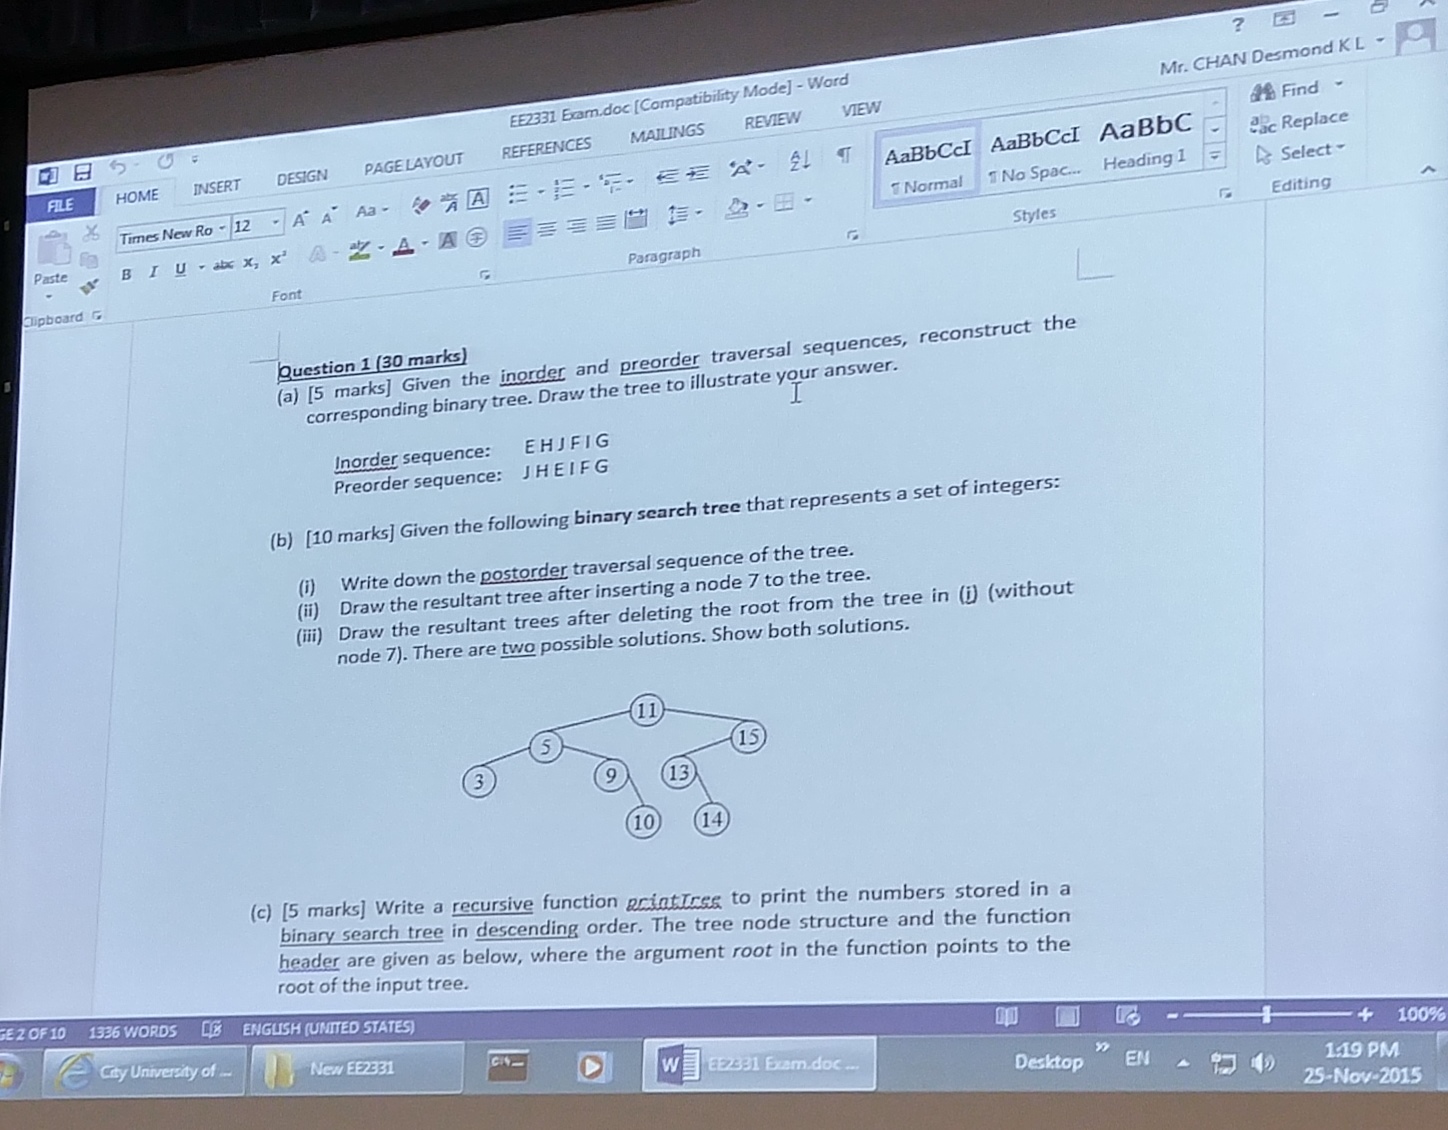 ?
Mr. CHAN Desmond K L
EE2331 Exam.doc [Compatibility Mode] - Word
FILE HOME INSERT DESIGN PAGE LAYOUT REFERENCES MAILINGS REVIEW VIEW
Times New Ro 12 Aa
Paste
B I U abc X₂ X²
Clipboard Font Paragraph Styles Editing
AaBbCcI AaBbCcI AaBbC
¶ Normal ¶ No Spac... Heading 1
Find
Replace
Select
Question 1 (30 marks)
(a) [5 marks] Given the inorder and preorder traversal sequences, reconstruct the
corresponding binary tree. Draw the tree to illustrate your answer.
Inorder sequence: E H J F I G
Preorder sequence: J H E I F G
(b) [10 marks] Given the following binary search tree that represents a set of integers:
(i) Write down the postorder traversal sequence of the tree.
(ii) Draw the resultant tree after inserting a node 7 to the tree.
(iii) Draw the resultant trees after deleting the root from the tree in (i) (without
node 7). There are two possible solutions. Show both solutions.
11
5 15
3 9 13
10 14
(c) [5 marks] Write a recursive function printTree to print the numbers stored in a
binary search tree in descending order. The tree node structure and the function
header are given as below, where the argument root in the function points to the
root of the input tree.
GE 2 OF 10 1336 WORDS ENGLISH (UNITED STATES) 100%
City University of ... New EE2331 EE2331 Exam.doc ... Desktop EN
1:19 PM
25-Nov-2015